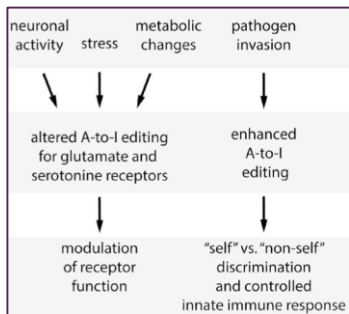 neuronal activity
stress
metabolic changes
pathogen invasion
altered A-to-I editing
for glutamate and
serotonine receptors
enhanced
A-to-I
editing
modulation
of receptor
function
“self” vs. “non-self”
discrimination
and controlled
innate immune response